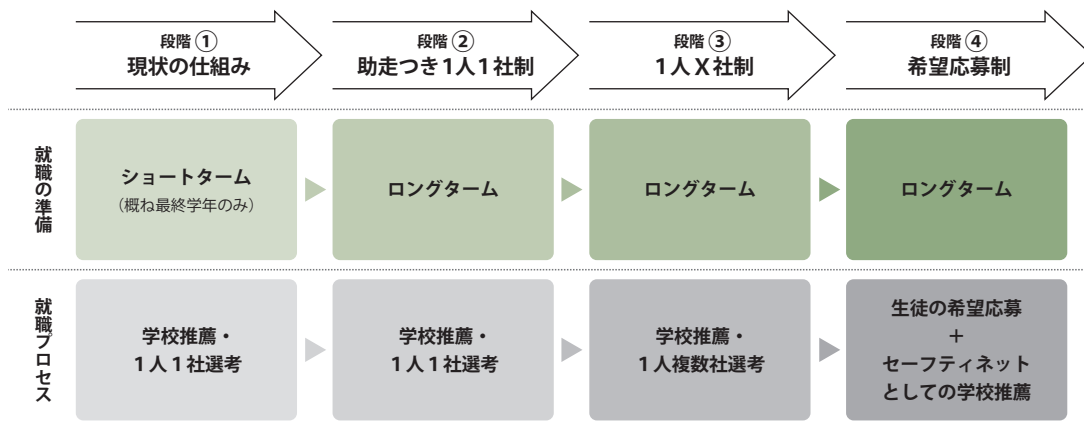 段階①
現状の仕組み
段階②
助走つき1人1社制
段階③
1人X社制
段階④
希望応募制
就職の準備
ショートターム
（概ね最終学年のみ）
ロングターム
ロングターム
ロングターム
就職プロセス
学校推薦・
1人1社選考
学校推薦・
1人1社選考
学校推薦・
1人複数社選考
生徒の希望応募
＋
セーフティネット
としての学校推薦